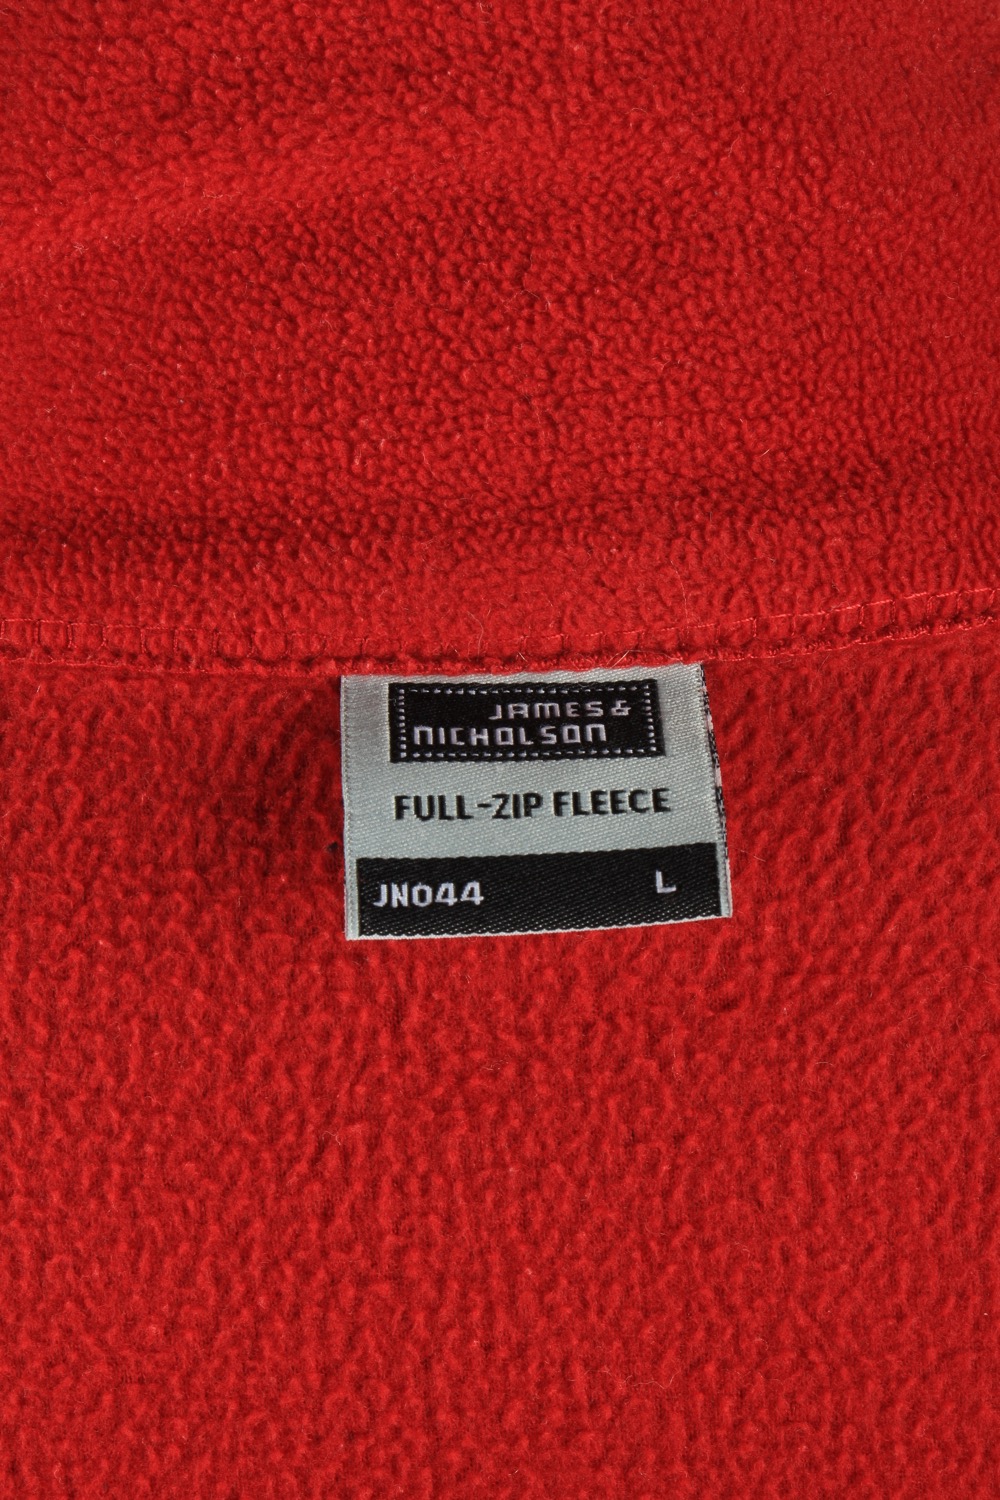 JAMES &
NICHOLSON
FULL-ZIP FLEECE
JN044 L